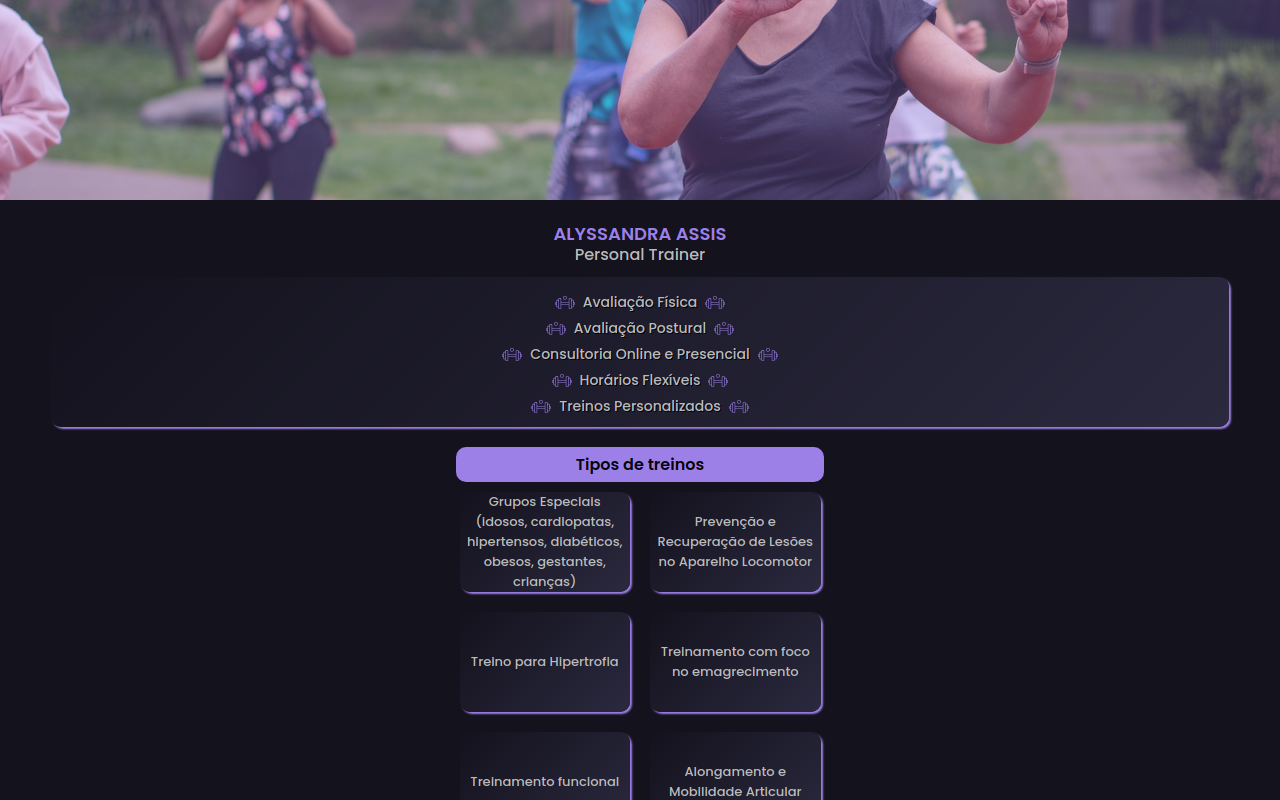 ALYSSANDRA ASSIS
Personal Trainer
Avaliação Física
Avaliação Postural
Consultoria Online e Presencial
Horários Flexíveis
Treinos Personalizados
Tipos de treinos
Grupos Especiais
(idosos, cardiopatas,
hipertensos, diabéticos,
obesos, gestantes,
crianças)
Prevenção e
Recuperação de Lesões
no Aparelho Locomotor
Treino para Hipertrofia
Treinamento com foco
no emagrecimento
Treinamento funcional
Alongamento e
Mobilidade Articular